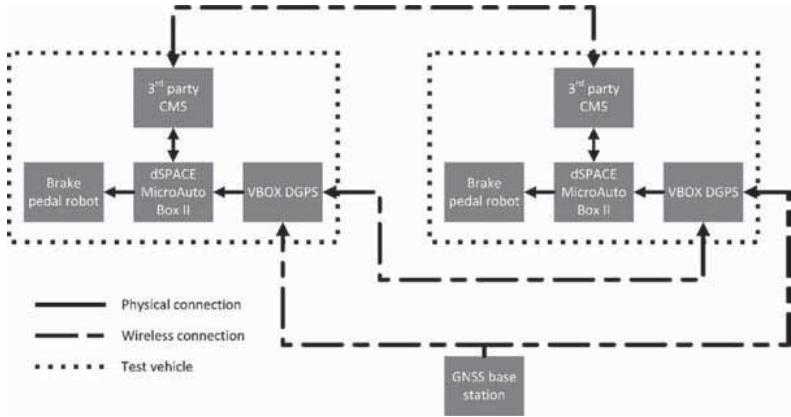 3rd party
CMS
3rd party
CMS
Brake
pedal robot
dSPACE
MicroAuto
Box II
VBOX DGPS
Brake
pedal robot
dSPACE
MicroAuto
Box II
VBOX DGPS
Physical connection
Wireless connection
Test vehicle
GNSS base
station